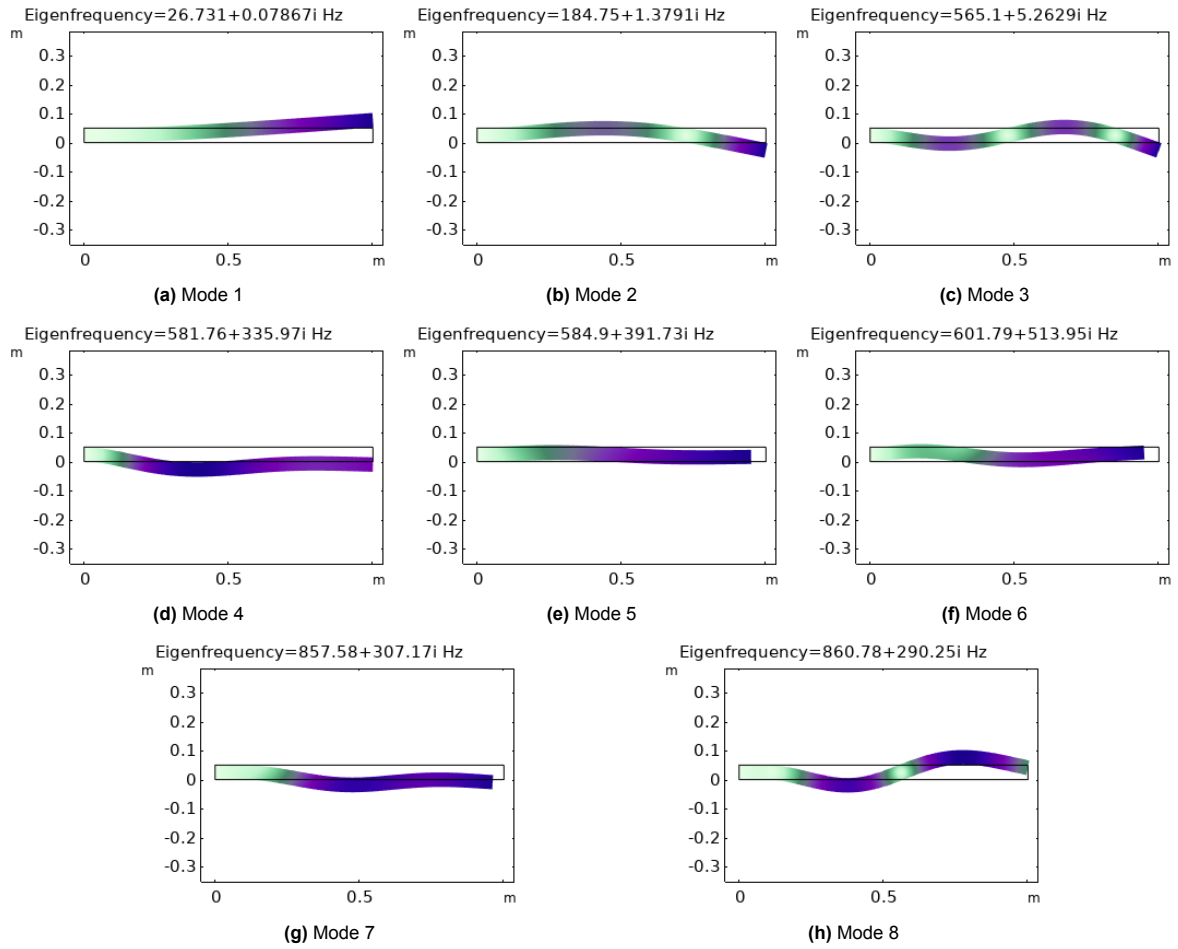 Eigenfrequency=26.731+0.07867i Hz
m
0.3
0.2
0.1
0
-0.1
-0.2
-0.3
0 0.5 m
(a) Mode 1
Eigenfrequency=184.75+1.3791i Hz
m
0.3
0.2
0.1
0
-0.1
-0.2
-0.3
0 0.5 m
(b) Mode 2
Eigenfrequency=565.1+5.2629i Hz
m
0.3
0.2
0.1
0
-0.1
-0.2
-0.3
0 0.5 m
(c) Mode 3
Eigenfrequency=581.76+335.97i Hz
m
0.3
0.2
0.1
0
-0.1
-0.2
-0.3
0 0.5 m
(d) Mode 4
Eigenfrequency=584.9+391.73i Hz
m
0.3
0.2
0.1
0
-0.1
-0.2
-0.3
0 0.5 m
(e) Mode 5
Eigenfrequency=601.79+513.95i Hz
m
0.3
0.2
0.1
0
-0.1
-0.2
-0.3
0 0.5 m
(f) Mode 6
Eigenfrequency=857.58+307.17i Hz
m
0.3
0.2
0.1
0
-0.1
-0.2
-0.3
0 0.5 m
(g) Mode 7
Eigenfrequency=860.78+290.25i Hz
m
0.3
0.2
0.1
0
-0.1
-0.2
-0.3
0 0.5 m
(h) Mode 8